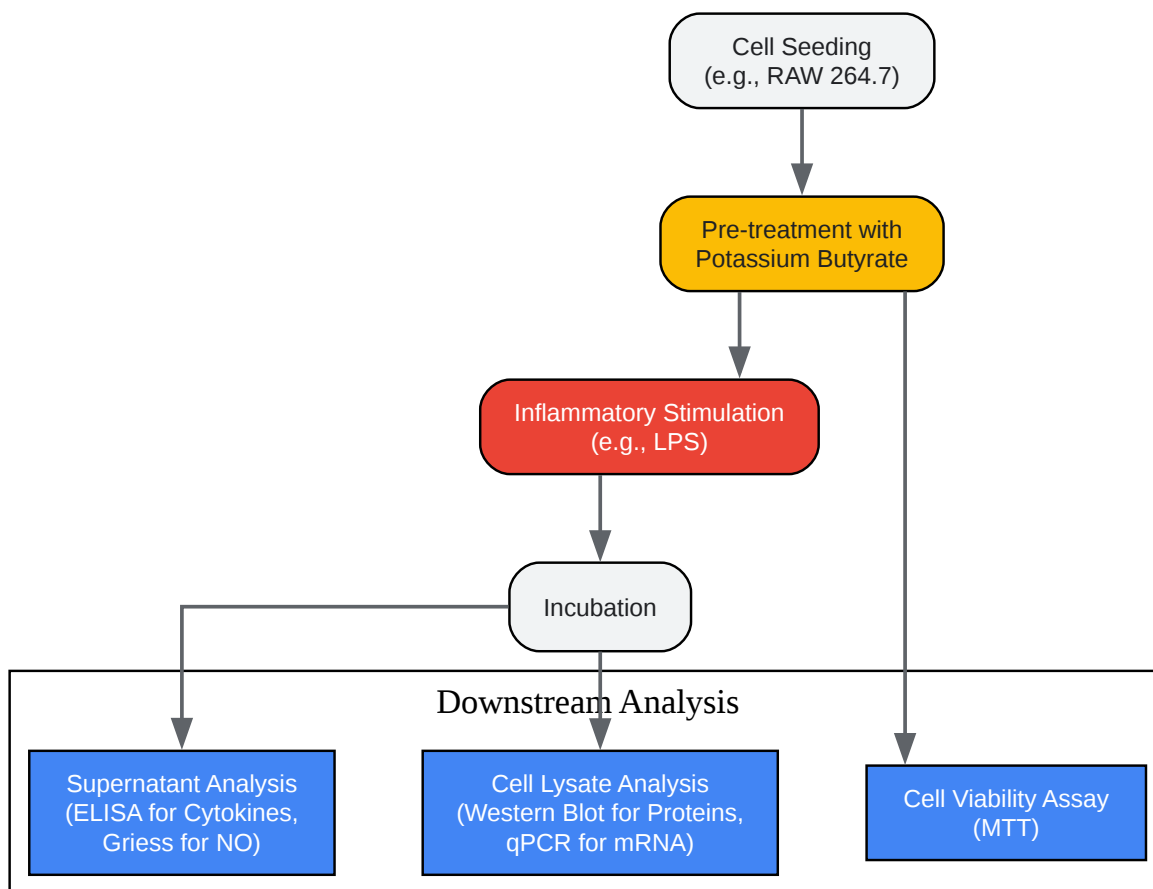 Cell Seeding
(e.g., RAW 264.7)
Pre-treatment with
Potassium Butyrate
Inflammatory Stimulation
(e.g., LPS)
Incubation
Downstream Analysis
Supernatant Analysis
(ELISA for Cytokines,
Griess for NO)
Cell Lysate Analysis
(Western Blot for Proteins,
qPCR for mRNA)
Cell Viability Assay
(MTT)